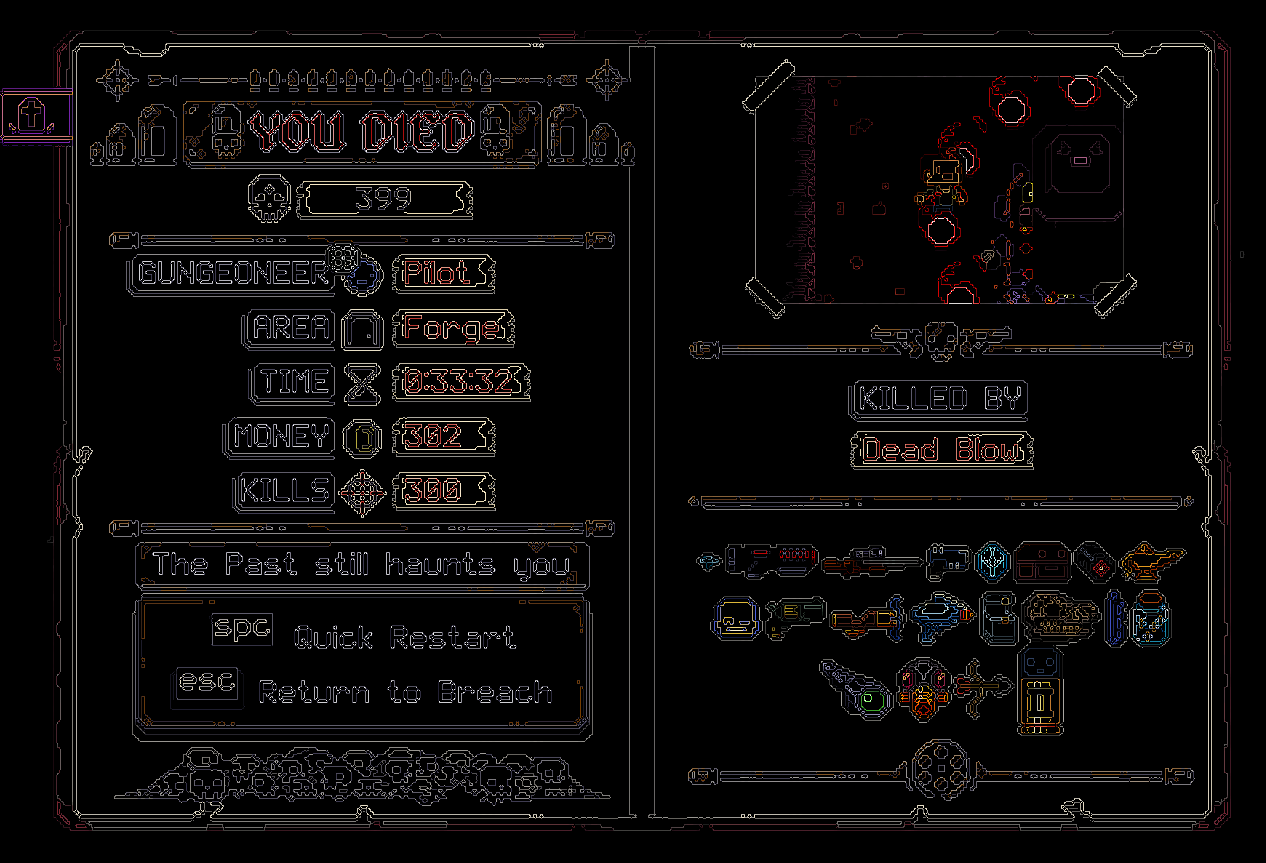 YOU DIED
399
GUNGEONEER Pilot
AREA Forge
TIME 0:33:32
MONEY 302
KILLS 300
The Past still haunts you
spc Quick Restart
esc Return to Breach
KILLED BY
Dead Blow